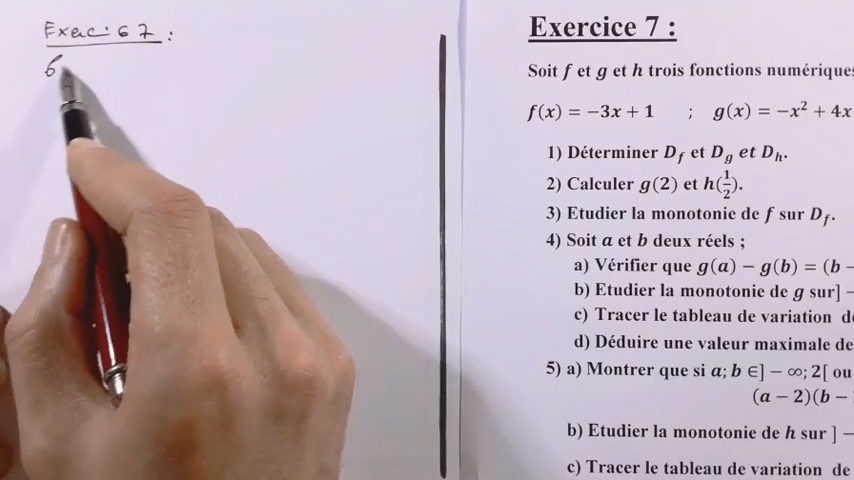 Exercice 7 :
Exercice 7 :
Soit f et g et h trois fonctions numériques
f(x) = −3x + 1 ; g(x) = −x² + 4x
1) Déterminer D_f et D_g et D_h.
2) Calculer g(2) et h(1/2).
3) Etudier la monotonie de f sur D_f.
4) Soit a et b deux réels ;
a) Vérifier que g(a) − g(b) = (b −
b) Etudier la monotonie de g sur] −
c) Tracer le tableau de variation de
d) Déduire une valeur maximale de
5) a) Montrer que si a; b ∈] − ∞; 2[ ou
(a − 2)(b −
b) Etudier la monotonie de h sur ] −
c) Tracer le tableau de variation de